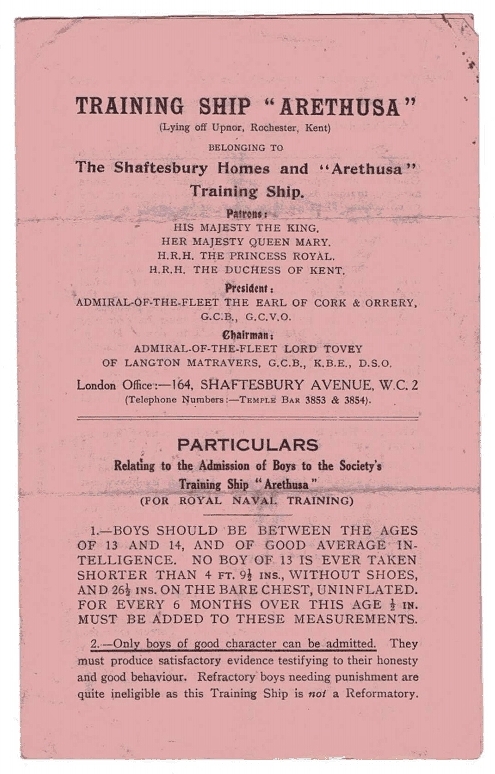 TRAINING SHIP "ARETHUSA"
(Lying off Upnor, Rochester, Kent)
BELONGING TO
The Shaftesbury Homes and "Arethusa"
Training Ship.
Patrons:
HIS MAJESTY THE KING.
HER MAJESTY QUEEN MARY.
H.R.H. THE PRINCESS ROYAL.
H.R.H. THE DUCHESS OF KENT.
President:
ADMIRAL-OF-THE-FLEET THE EARL OF CORK & ORRERY,
G.C.B., G.C.V.O.
Chairman:
ADMIRAL-OF-THE-FLEET LORD TOVEY
OF LANGTON MATRAVERS, G.C.B., K.B.E., D.S.O.
London Office:—164, SHAFTESBURY AVENUE, W.C. 2
(Telephone Numbers:—TEMPLE BAR 3853 & 3854).
PARTICULARS
Relating to the Admission of Boys to the Society's
Training Ship "Arethusa"
(FOR ROYAL NAVAL TRAINING)
1.—BOYS SHOULD BE BETWEEN THE AGES
OF 13 AND 14, AND OF GOOD AVERAGE IN-
TELLIGENCE. NO BOY OF 13 IS EVER TAKEN
SHORTER THAN 4 FT. 9½ INS., WITHOUT SHOES,
AND 26½ INS. ON THE BARE CHEST, UNINFLATED.
FOR EVERY 6 MONTHS OVER THIS AGE ½ IN.
MUST BE ADDED TO THESE MEASUREMENTS.
2.—Only boys of good character can be admitted. They
must produce satisfactory evidence testifying to their honesty
and good behaviour. Refractory boys needing punishment are
quite ineligible as this Training Ship is not a Reformatory.